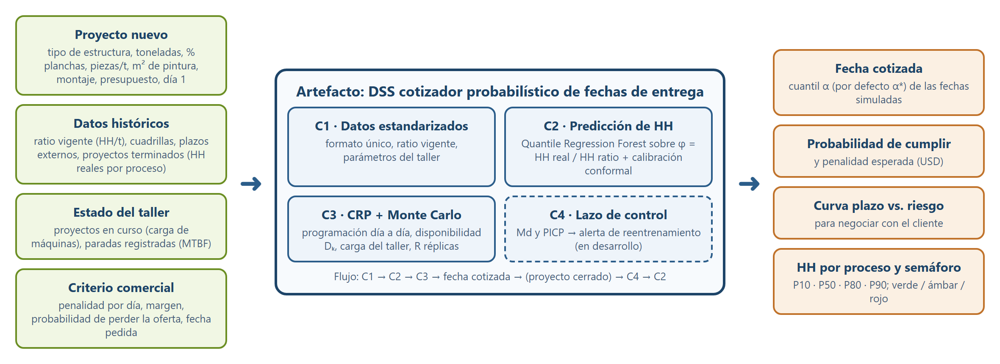 Proyecto nuevo
tipo de estructura, toneladas, %
planchas, piezas/t, m² de pintura,
montaje, presupuesto, día 1
Datos históricos
ratio vigente (HH/t), cuadrillas, plazos
externos, proyectos terminados (HH
reales por proceso)
Estado del taller
proyectos en curso (carga de
máquinas), paradas registradas (MTBF)
Criterio comercial
penalidad por día, margen,
probabilidad de perder la oferta, fecha
pedida
➜
Artefacto: DSS cotizador probabilístico de fechas de entrega
C1 · Datos estandarizados
formato único, ratio vigente,
parámetros del taller
C2 · Predicción de HH
Quantile Regression Forest sobre φ =
HH real / HH ratio + calibración
conformal
C3 · CRP + Monte Carlo
programación día a día, disponibilidad
Dₖ, carga del taller, R réplicas
C4 · Lazo de control
Md y PICP → alerta de reentrenamiento
(en desarrollo)
Flujo: C1 → C2 → C3 → fecha cotizada → (proyecto cerrado) → C4 → C2
➜
Fecha cotizada
cuantil α (por defecto α*) de las fechas
simuladas
Probabilidad de cumplir
y penalidad esperada (USD)
Curva plazo vs. riesgo
para negociar con el cliente
HH por proceso y semáforo
P10 · P50 · P80 · P90; verde / ámbar /
rojo